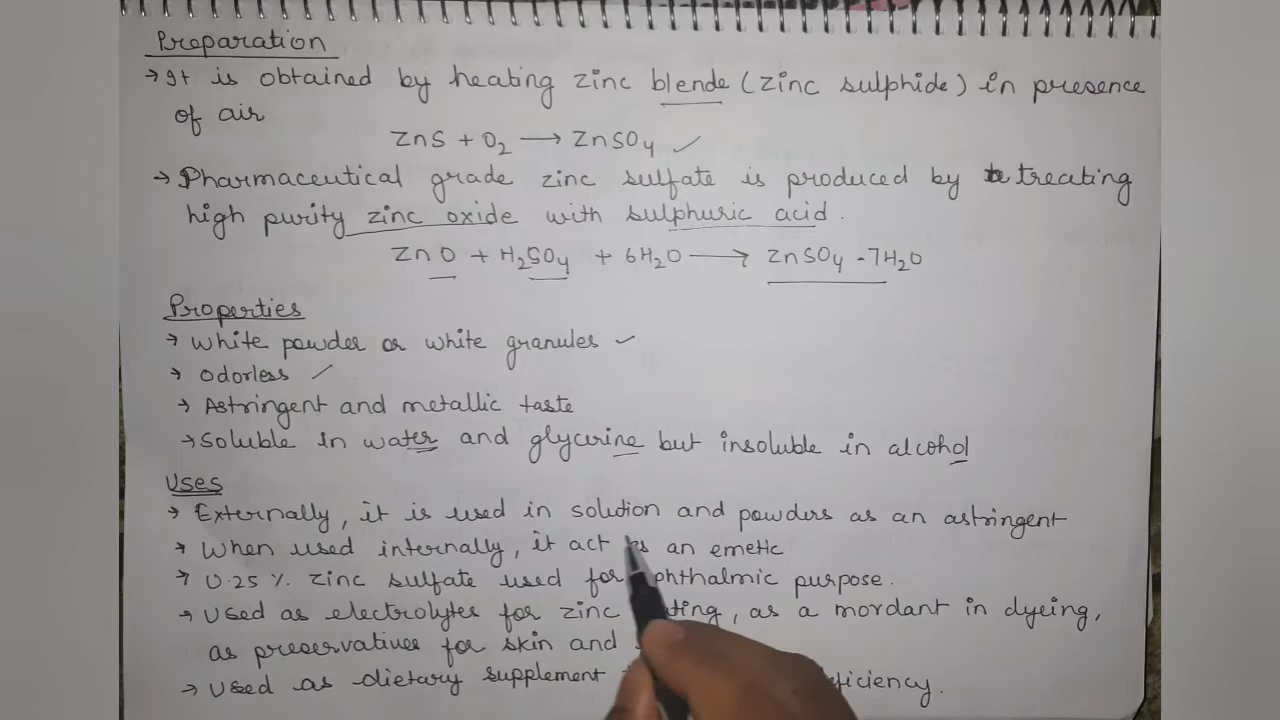 Preparation
→ It is obtained by heating zinc blende (zinc sulphide) in presence
of air
ZnS + O₂ → ZnSO₄ ✓
→ Pharmaceutical grade zinc sulfate is produced by treating
high purity zinc oxide with sulphuric acid.
ZnO + H₂SO₄ + 6H₂O → ZnSO₄ - 7H₂O
Properties
→ White powder or white granules ✓
→ Odorless ✓
→ Astringent and metallic taste
→ Soluble in water and glycerine but insoluble in alcohol
Uses
→ Externally, it is used in solution and powders as an astringent
→ When used internally, it act as an emetic
→ 0.25 % zinc sulfate used for phthalmic purpose.
→ Used as electrolytes for zinc ting, as a mordant in dyeing,
as preservatives for skin and
→ Used as dietary supplement ficiency.